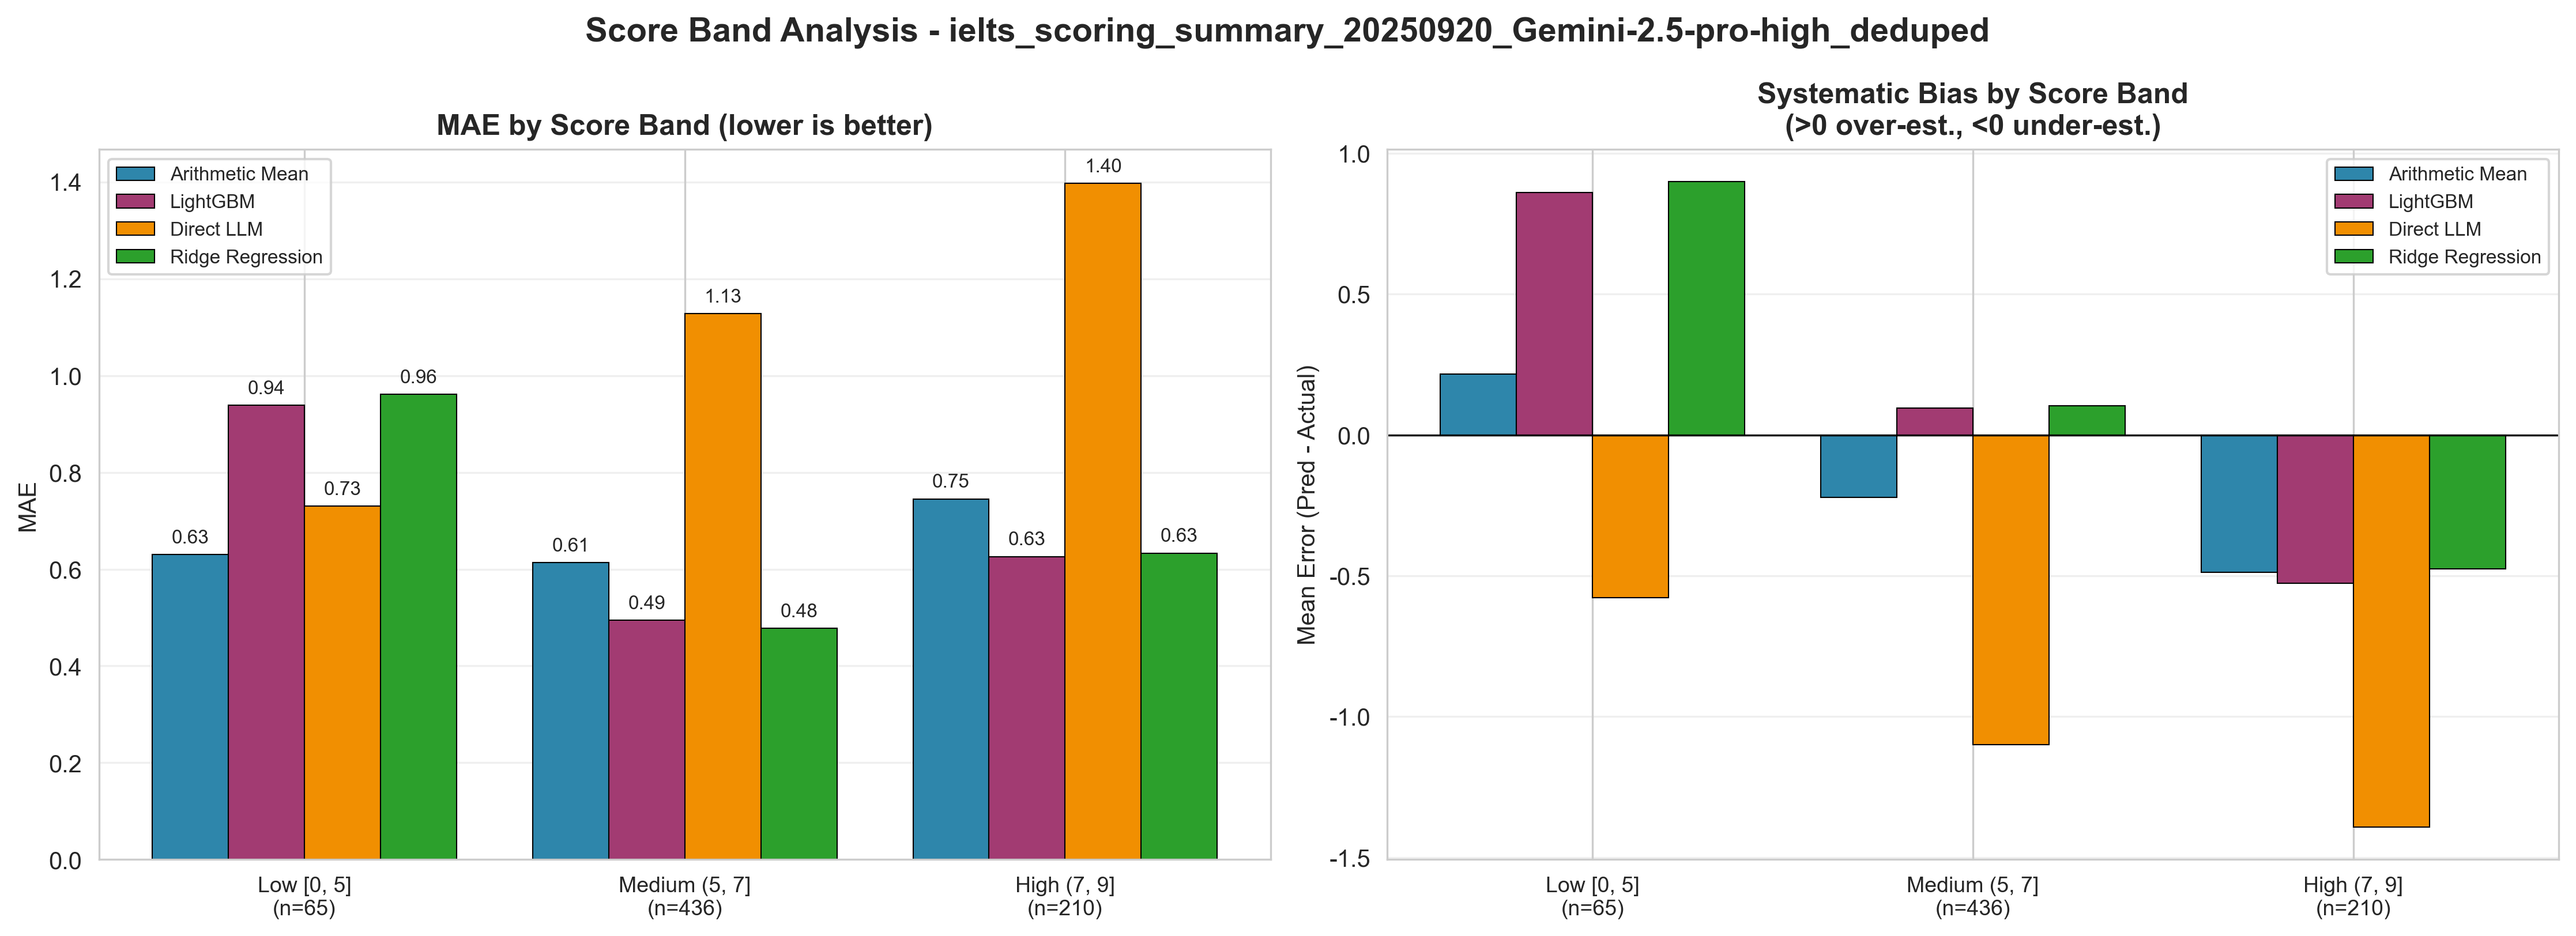 Score Band Analysis - ielts_scoring_summary_20250920_Gemini-2.5-pro-high_deduped
MAE by Score Band (lower is better)
Arithmetic Mean
LightGBM
Direct LLM
Ridge Regression
MAE
1.4
1.2
1.0
0.8
0.6
0.4
0.2
0.0
0.63
0.94
0.73
0.96
0.61
0.49
1.13
0.48
0.75
0.63
1.40
0.63
Low [0, 5]
(n=65)
Medium (5, 7]
(n=436)
High (7, 9]
(n=210)
Systematic Bias by Score Band
(>0 over-est., <0 under-est.)
Arithmetic Mean
LightGBM
Direct LLM
Ridge Regression
Mean Error (Pred - Actual)
1.0
0.5
0.0
-0.5
-1.0
-1.5
Low [0, 5]
(n=65)
Medium (5, 7]
(n=436)
High (7, 9]
(n=210)